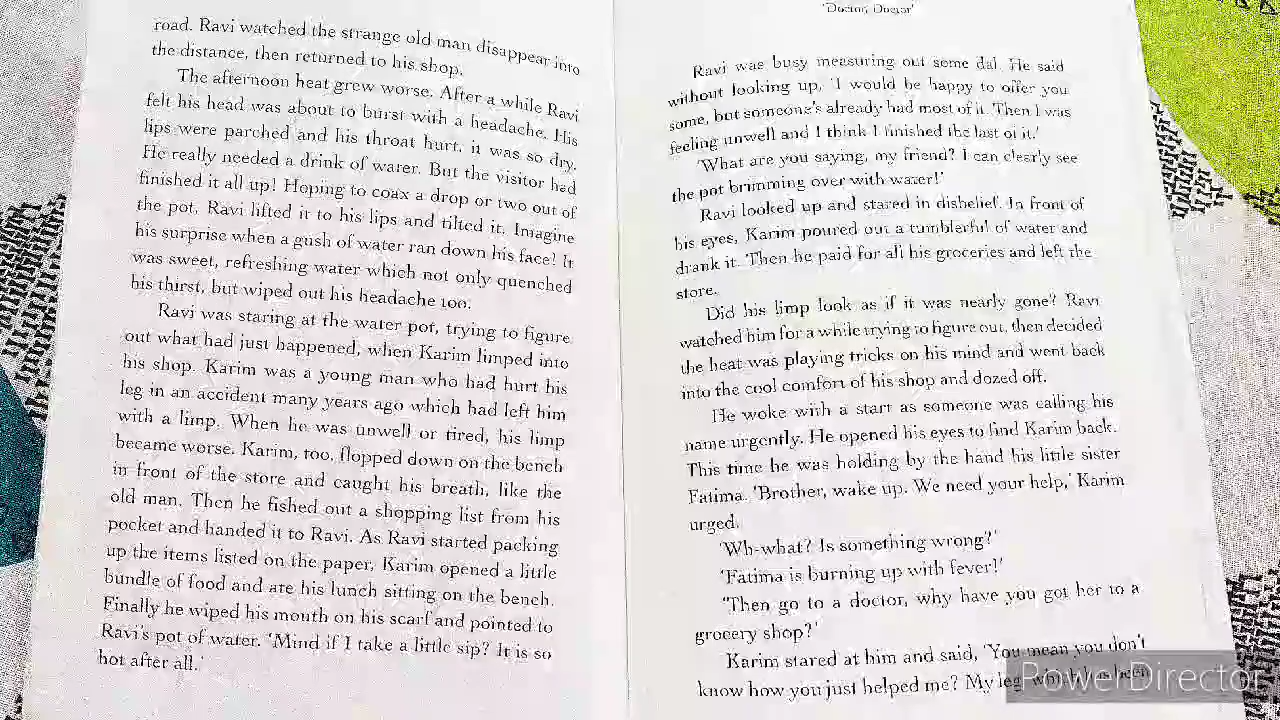 road. Ravi watched the strange old man disappear into
the distance, then returned to his shop.
The afternoon heat grew worse. After a while Ravi
felt his head was about to burst with a headache. His
lips were parched and his throat hurt, it was so dry.
He really needed a drink of water. But the visitor had
finished it all up! Hoping to coax a drop or two out of
the pot, Ravi lifted it to his lips and tilted it. Imagine
his surprise when a gush of water ran down his face! It
was sweet, refreshing water which not only quenched
his thirst, but wiped out his headache too.
Ravi was staring at the water pot, trying to figure
out what had just happened, when Karim limped into
his shop. Karim was a young man who had hurt his
leg in an accident many years ago which had left him
with a limp. When he was unwell or tired, his limp
became worse. Karim, too, flopped down on the bench
in front of the store and caught his breath, like the
old man. Then he fished out a shopping list from his
pocket and handed it to Ravi. As Ravi started packing
up the items listed on the paper, Karim opened a little
bundle of food and ate his lunch sitting on the bench.
Finally he wiped his mouth on his scarf and pointed to
Ravi's pot of water. 'Mind if I take a little sip? It is so
hot after all.'
'Doctor, Doctor'
Ravi was busy measuring out some dal. He said
without looking up, 'I would be happy to offer you
some, but someone's already had most of it. Then I was
feeling unwell and I think I finished the last of it.'
'What are you saying, my friend? I can clearly see
the pot brimming over with water!'
Ravi looked up and stared in disbelief. In front of
his eyes, Karim poured out a tumblerful of water and
drank it. Then he paid for all his groceries and left the
store.
Did his limp look as if it was nearly gone? Ravi
watched him for a while trying to figure out, then decided
the heat was playing tricks on his mind and went back
into the cool comfort of his shop and dozed off.
He woke with a start as someone was calling his
name urgently. He opened his eyes to find Karim back.
This time he was holding by the hand his little sister
Fatima. 'Brother, wake up. We need your help,' Karim
urged.
'Wh-what? Is something wrong?'
'Fatima is burning up with fever!'
'Then go to a doctor, why have you got her to a
grocery shop?'
Karim stared at him and said, 'You mean you don't
know how you just helped me? My leg
PowerDirector